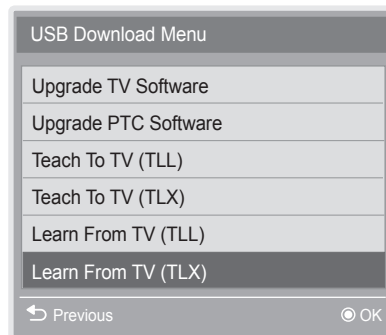 USB Download Menu
Upgrade TV Software
Upgrade PTC Software
Teach To TV (TLL)
Teach To TV (TLX)
Learn From TV (TLL)
Learn From TV (TLX)
Previous OK